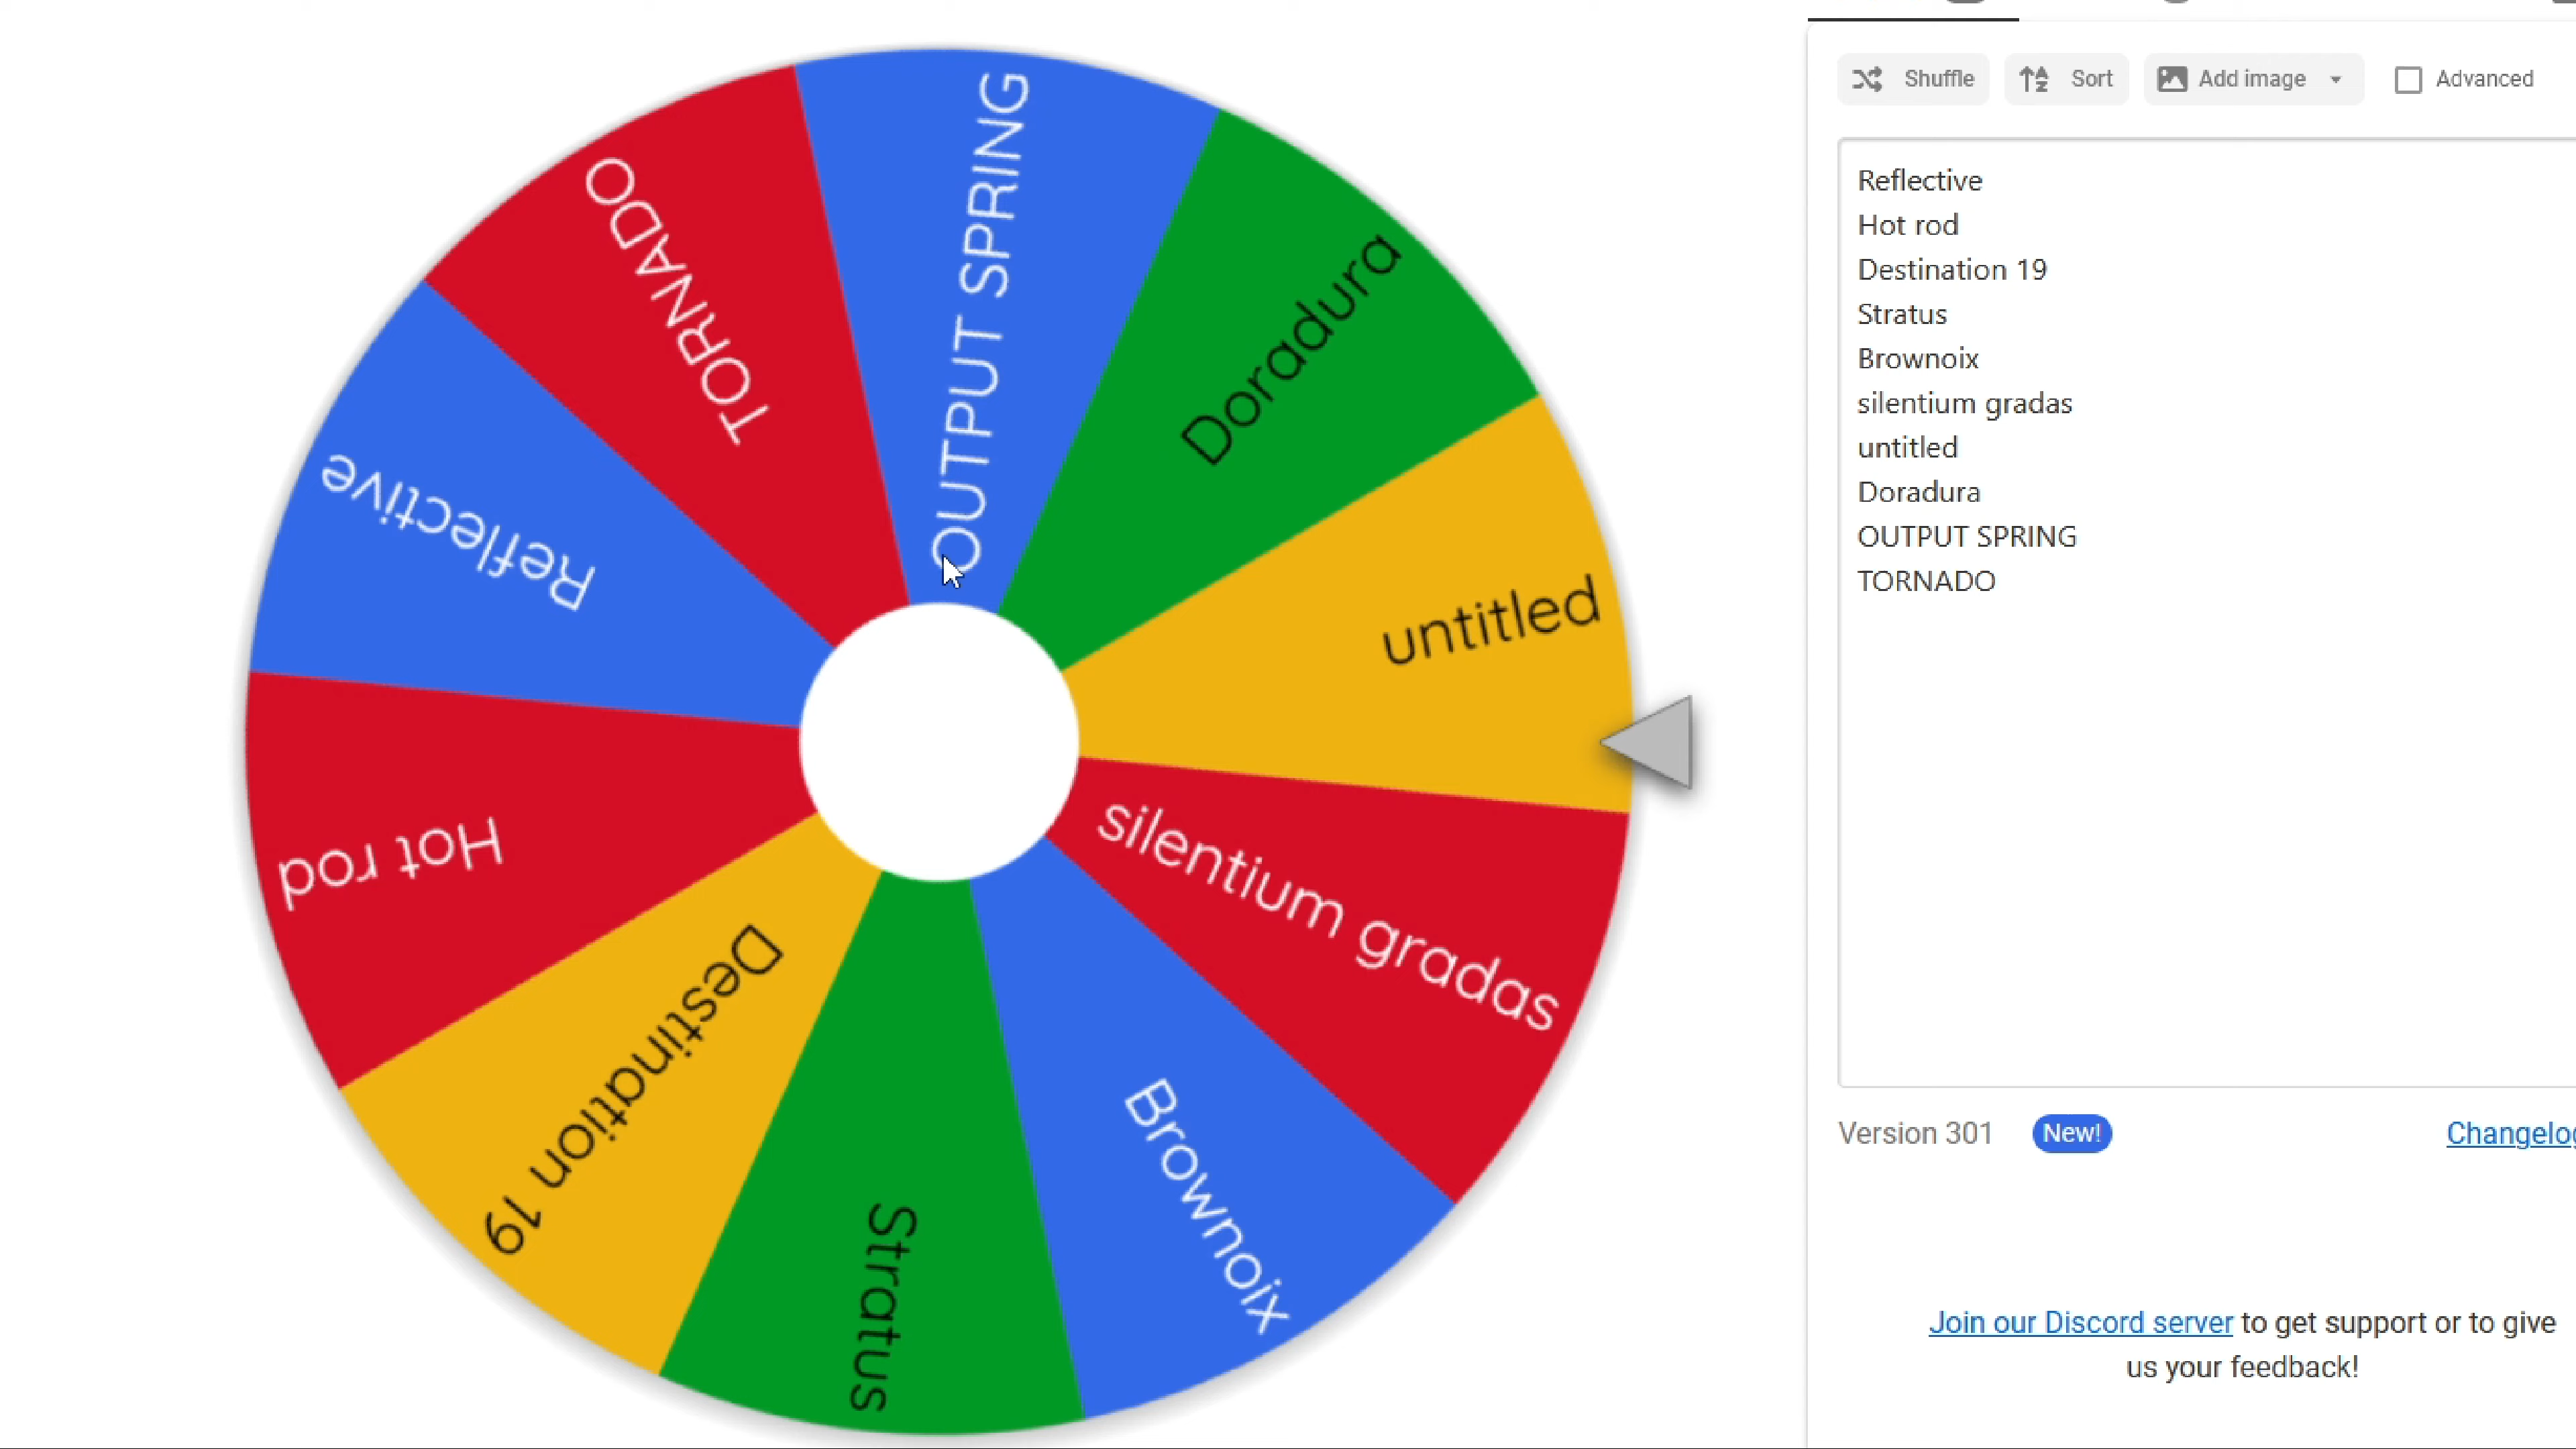 TORNADO
OUTPUT SPRING
Doradura
untitled
silentium gradas
Brownoix
Stratus
Destination 19
Hot rod
Reflective
Shuffle
Sort
Add image
Advanced
Reflective
Hot rod
Destination 19
Stratus
Brownoix
silentium gradas
untitled
Doradura
OUTPUT SPRING
TORNADO
Version 301 New! Changelog
Join our Discord server to get support or to give
us your feedback!